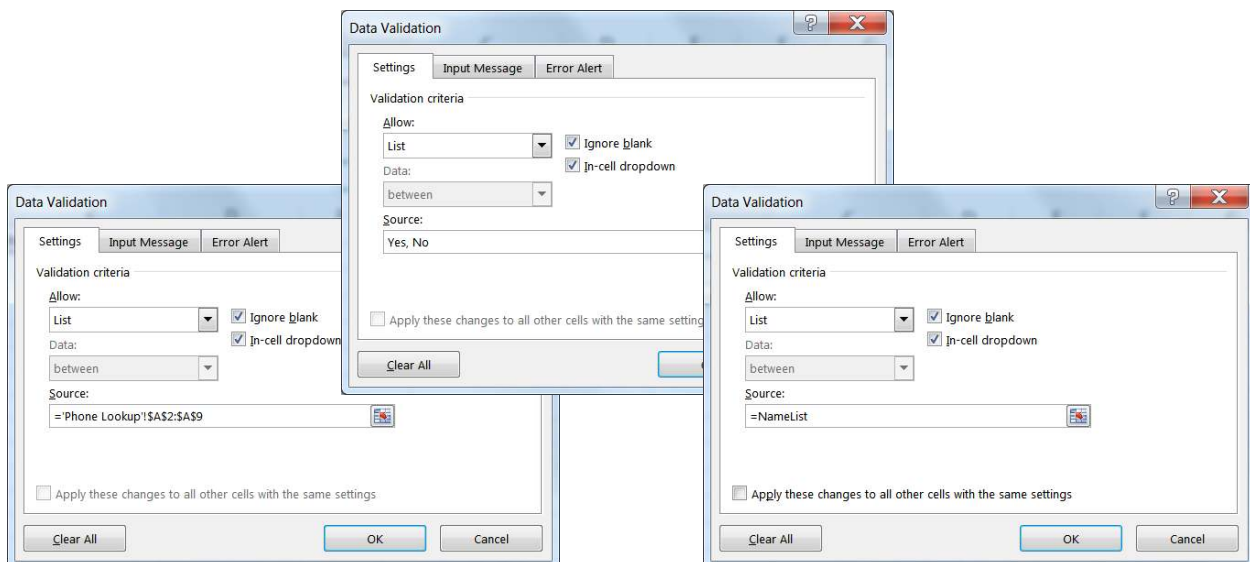 Data Validation
Settings Input Message Error Alert
Validation criteria
Allow:
List
Ignore blank
In-cell dropdown
Data:
between
Source:
Yes, No
Apply these changes to all other cells with the same
Clear All
Data Validation
Settings Input Message Error Alert
Validation criteria
Allow:
List
Ignore blank
In-cell dropdown
Data:
between
Source:
='Phone Lookup'!$A$2:$A$9
Apply these changes to all other cells with the same settings
Clear All OK Cancel
Data Validation
Settings Input Message Error Alert
Validation criteria
Allow:
List
Ignore blank
In-cell dropdown
Data:
between
Source:
=NameList
Apply these changes to all other cells with the same settings
Clear All OK Cancel